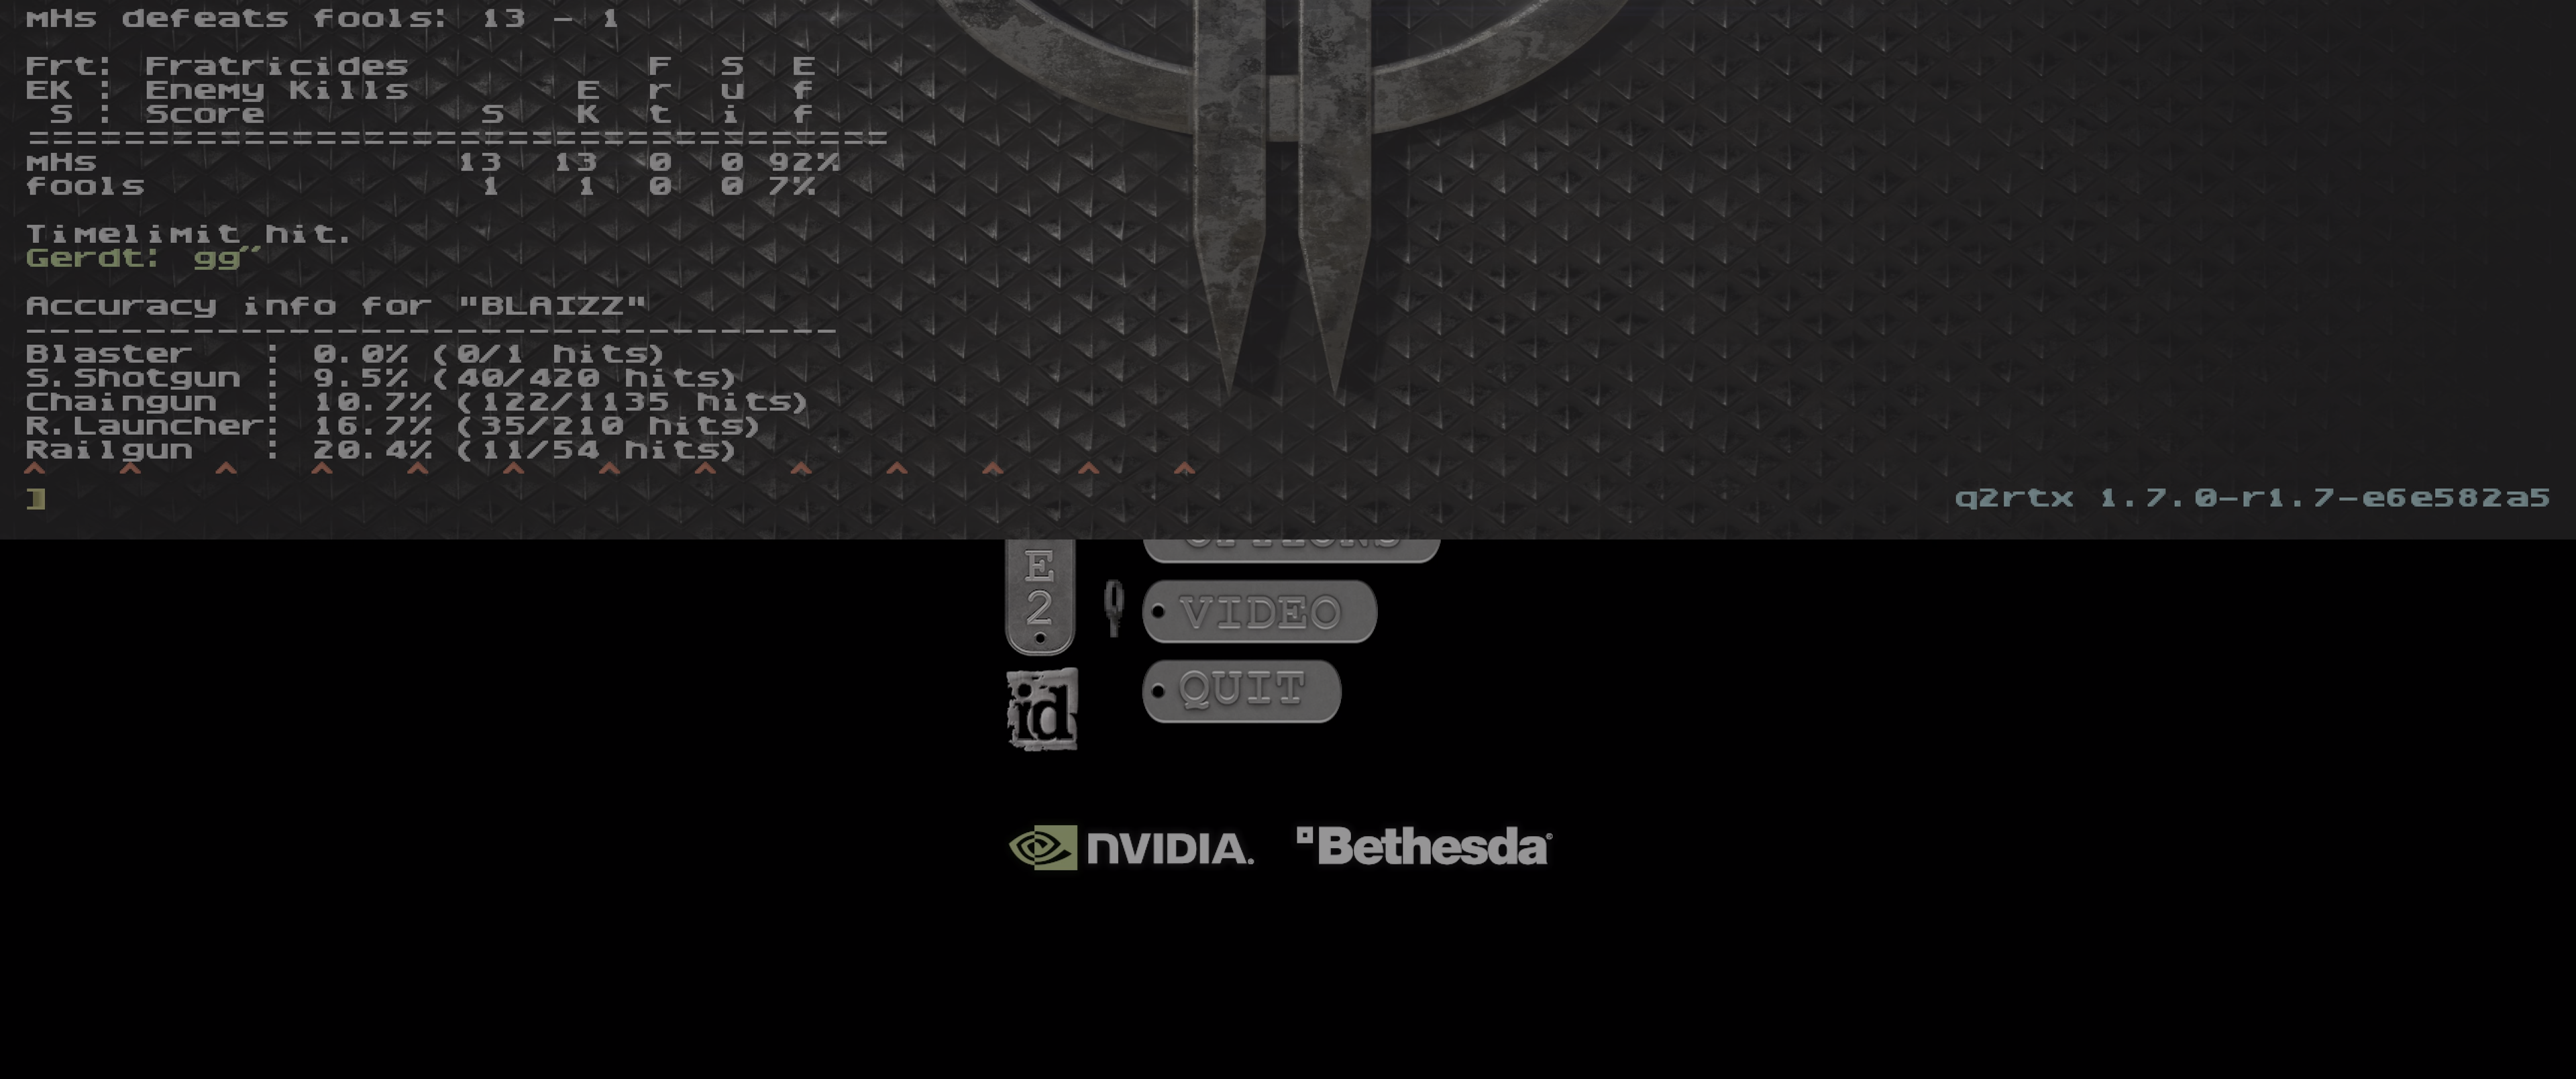 mHs defeats fools: 13 - 1
Frt: Fratricides F S E
EK : Enemy Kills E r u f
S : Score S K t i f
====================================
mHs 13 13 0 0 92%
fools 1 1 0 0 7%
Timelimit hit.
Gerdt: gg"
Accuracy info for "BLAIZZ"
----------------------------------
Blaster : 0.0% (0/1 hits)
S.Shotgun : 9.5% (40/420 hits)
Chaingun : 10.7% (122/1135 hits)
R.Launcher: 16.7% (35/210 hits)
Railgun : 20.4% (11/54 hits)
^ ^ ^ ^ ^ ^ ^ ^ ^ ^ ^ ^ ^
]
q2rtx 1.7.0-r1.7-e6e582a5
E
2
VIDEO
QUIT
id
NVIDIA.
Bethesda®